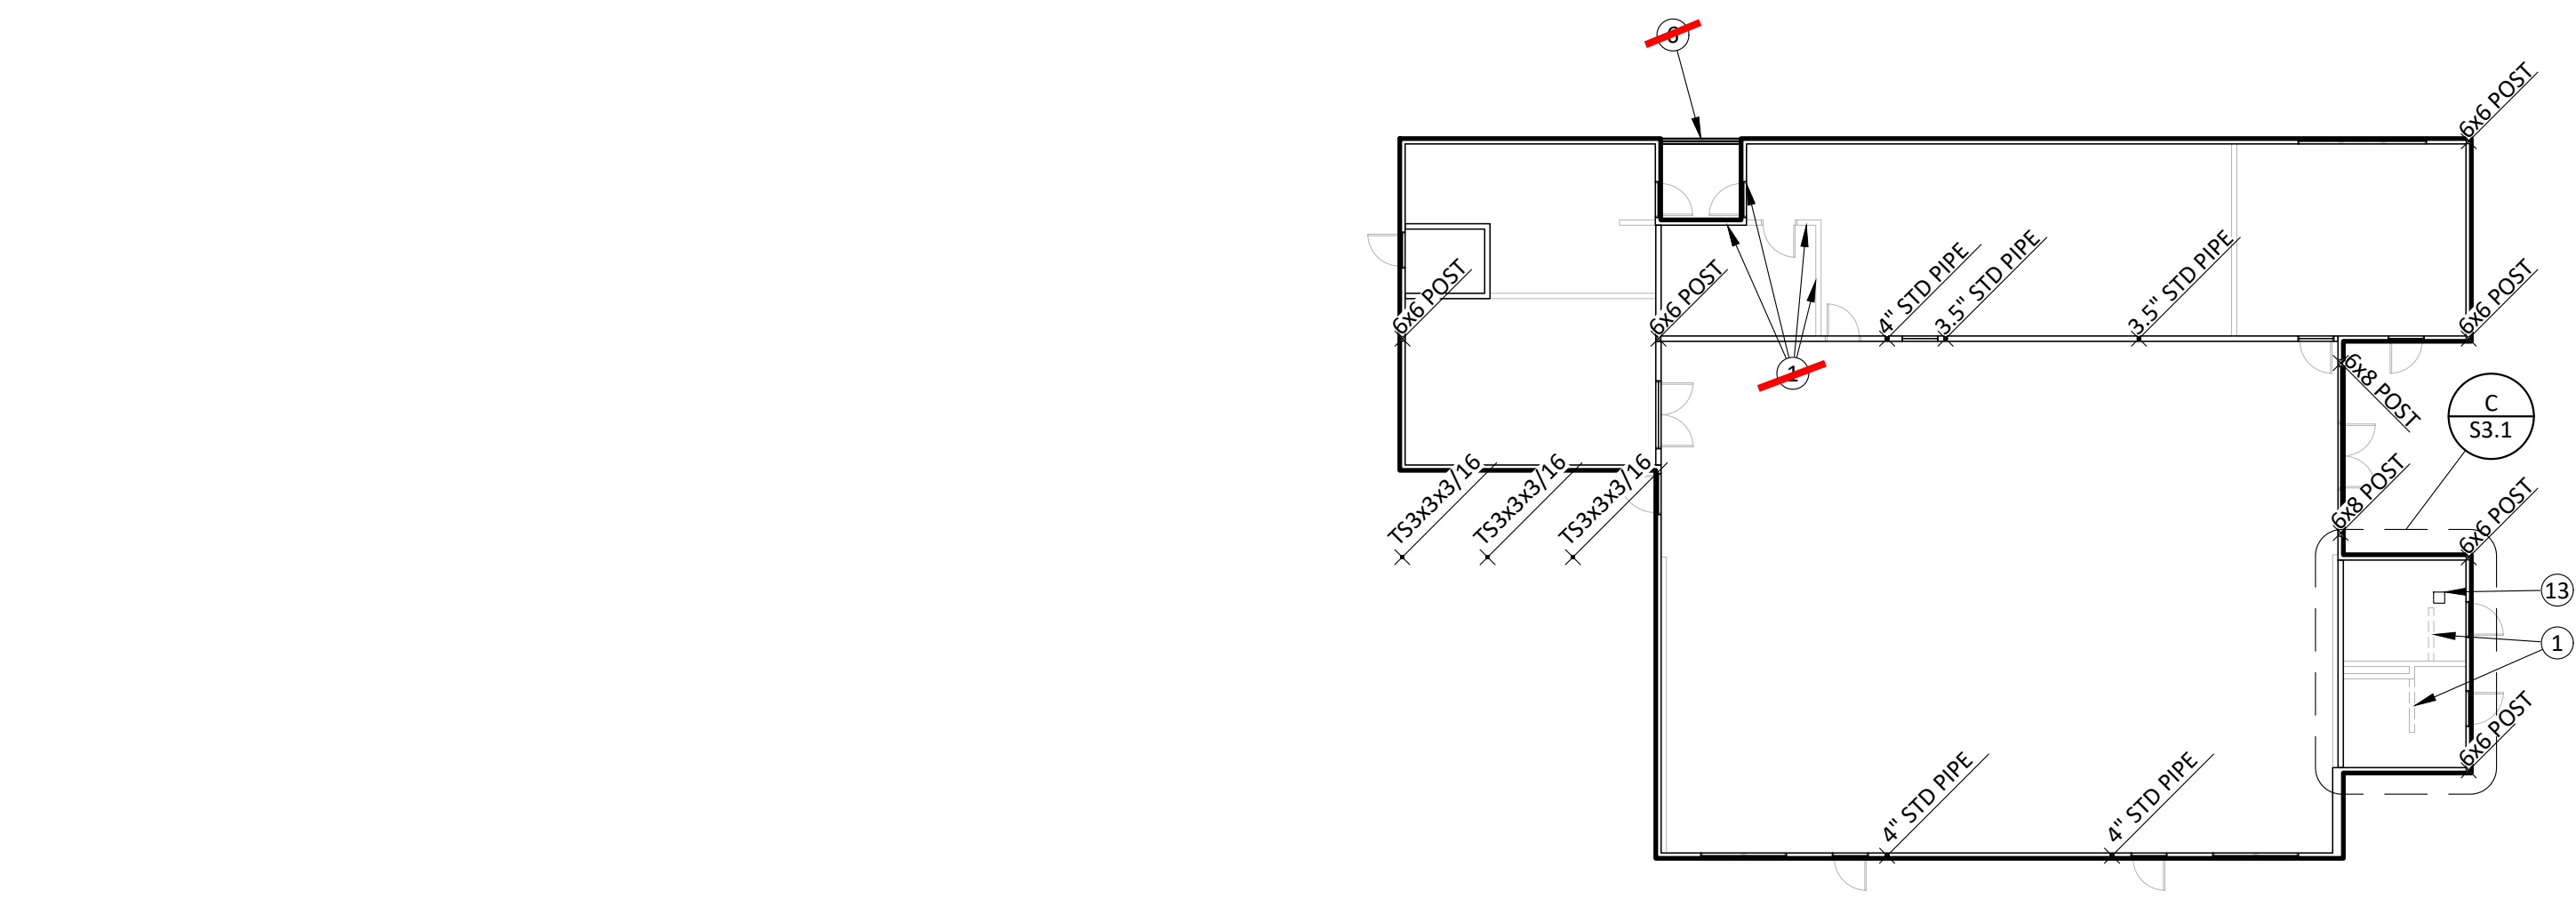 6
6x6 POST
6x6 POST
6x6 POST
4" STD PIPE
3.5" STD PIPE
3.5" STD PIPE
6x6 POST
1
6x8 POST
C
S3.1
TS3x3x3/16
TS3x3x3/16
TS3x3x3/16
6x8 POST
6x6 POST
13
1
6x6 POST
4" STD PIPE
4" STD PIPE